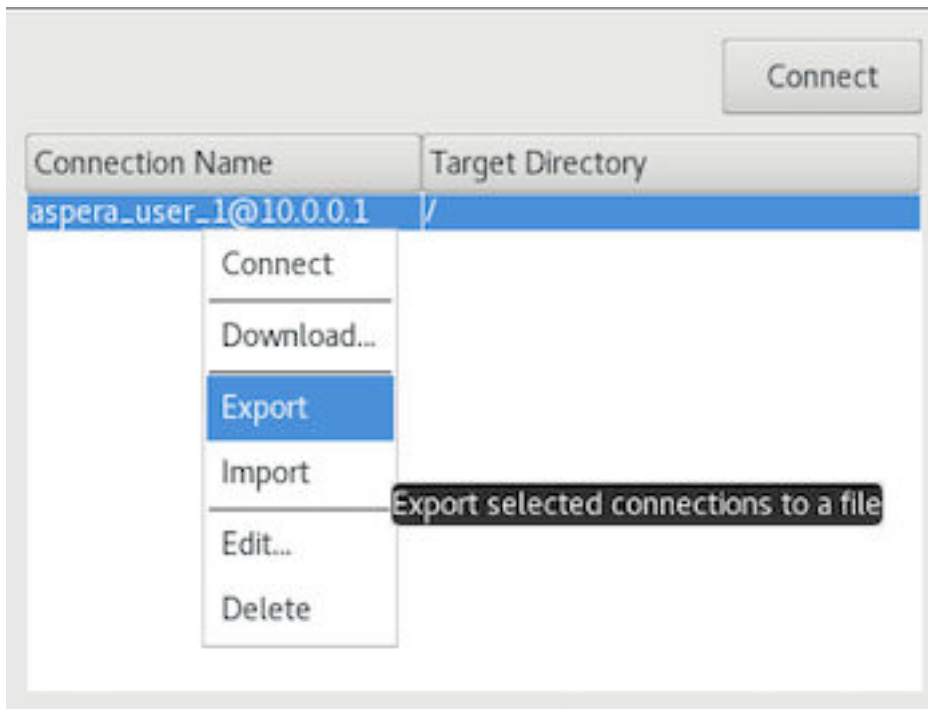 Connect
Connection Name Target Directory
aspera_user_1@10.0.0.1 /
Connect
Download...
Export
Import
Export selected connections to a file
Edit...
Delete